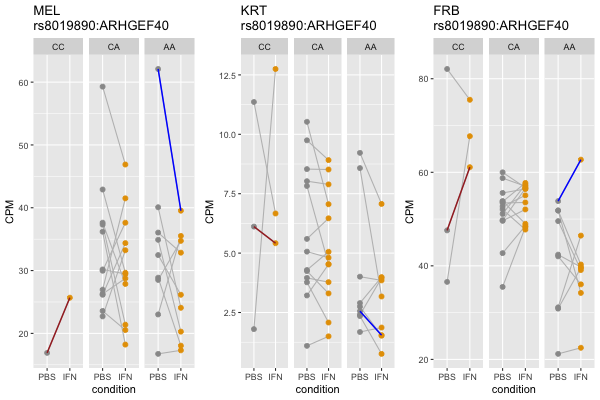 MEL
rs8019890:ARHGEF40
CC CA AA
60
50
40
30
20
CPM
PBS IFN PBS IFN PBS IFN
condition
KRT
rs8019890:ARHGEF40
CC CA AA
12.5
10.0
7.5
5.0
2.5
CPM
PBS IFN PBS IFN PBS IFN
condition
FRB
rs8019890:ARHGEF40
CC CA AA
80
60
40
20
CPM
PBS IFN PBS IFN PBS IFN
condition